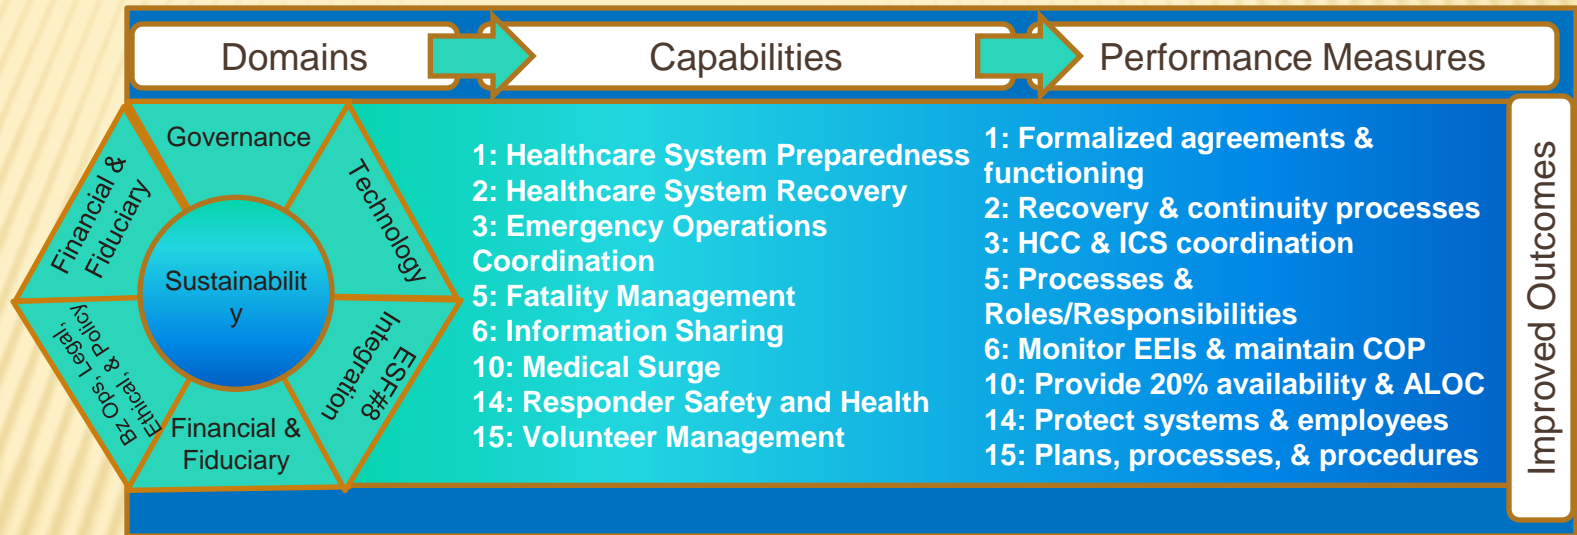 Domains
Capabilities
Performance Measures
Governance
Technology
ESF#8
Integration
Financial &
Fiduciary
Bz Ops, Legal,
Ethical, & Policy
Financial &
Fiduciary
Sustainabilit
y
1: Healthcare System Preparedness
2: Healthcare System Recovery
3: Emergency Operations
Coordination
5: Fatality Management
6: Information Sharing
10: Medical Surge
14: Responder Safety and Health
15: Volunteer Management
1: Formalized agreements &
functioning
2: Recovery & continuity processes
3: HCC & ICS coordination
5: Processes &
Roles/Responsibilities
6: Monitor EEIs & maintain COP
10: Provide 20% availability & ALOC
14: Protect systems & employees
15: Plans, processes, & procedures
Improved Outcomes